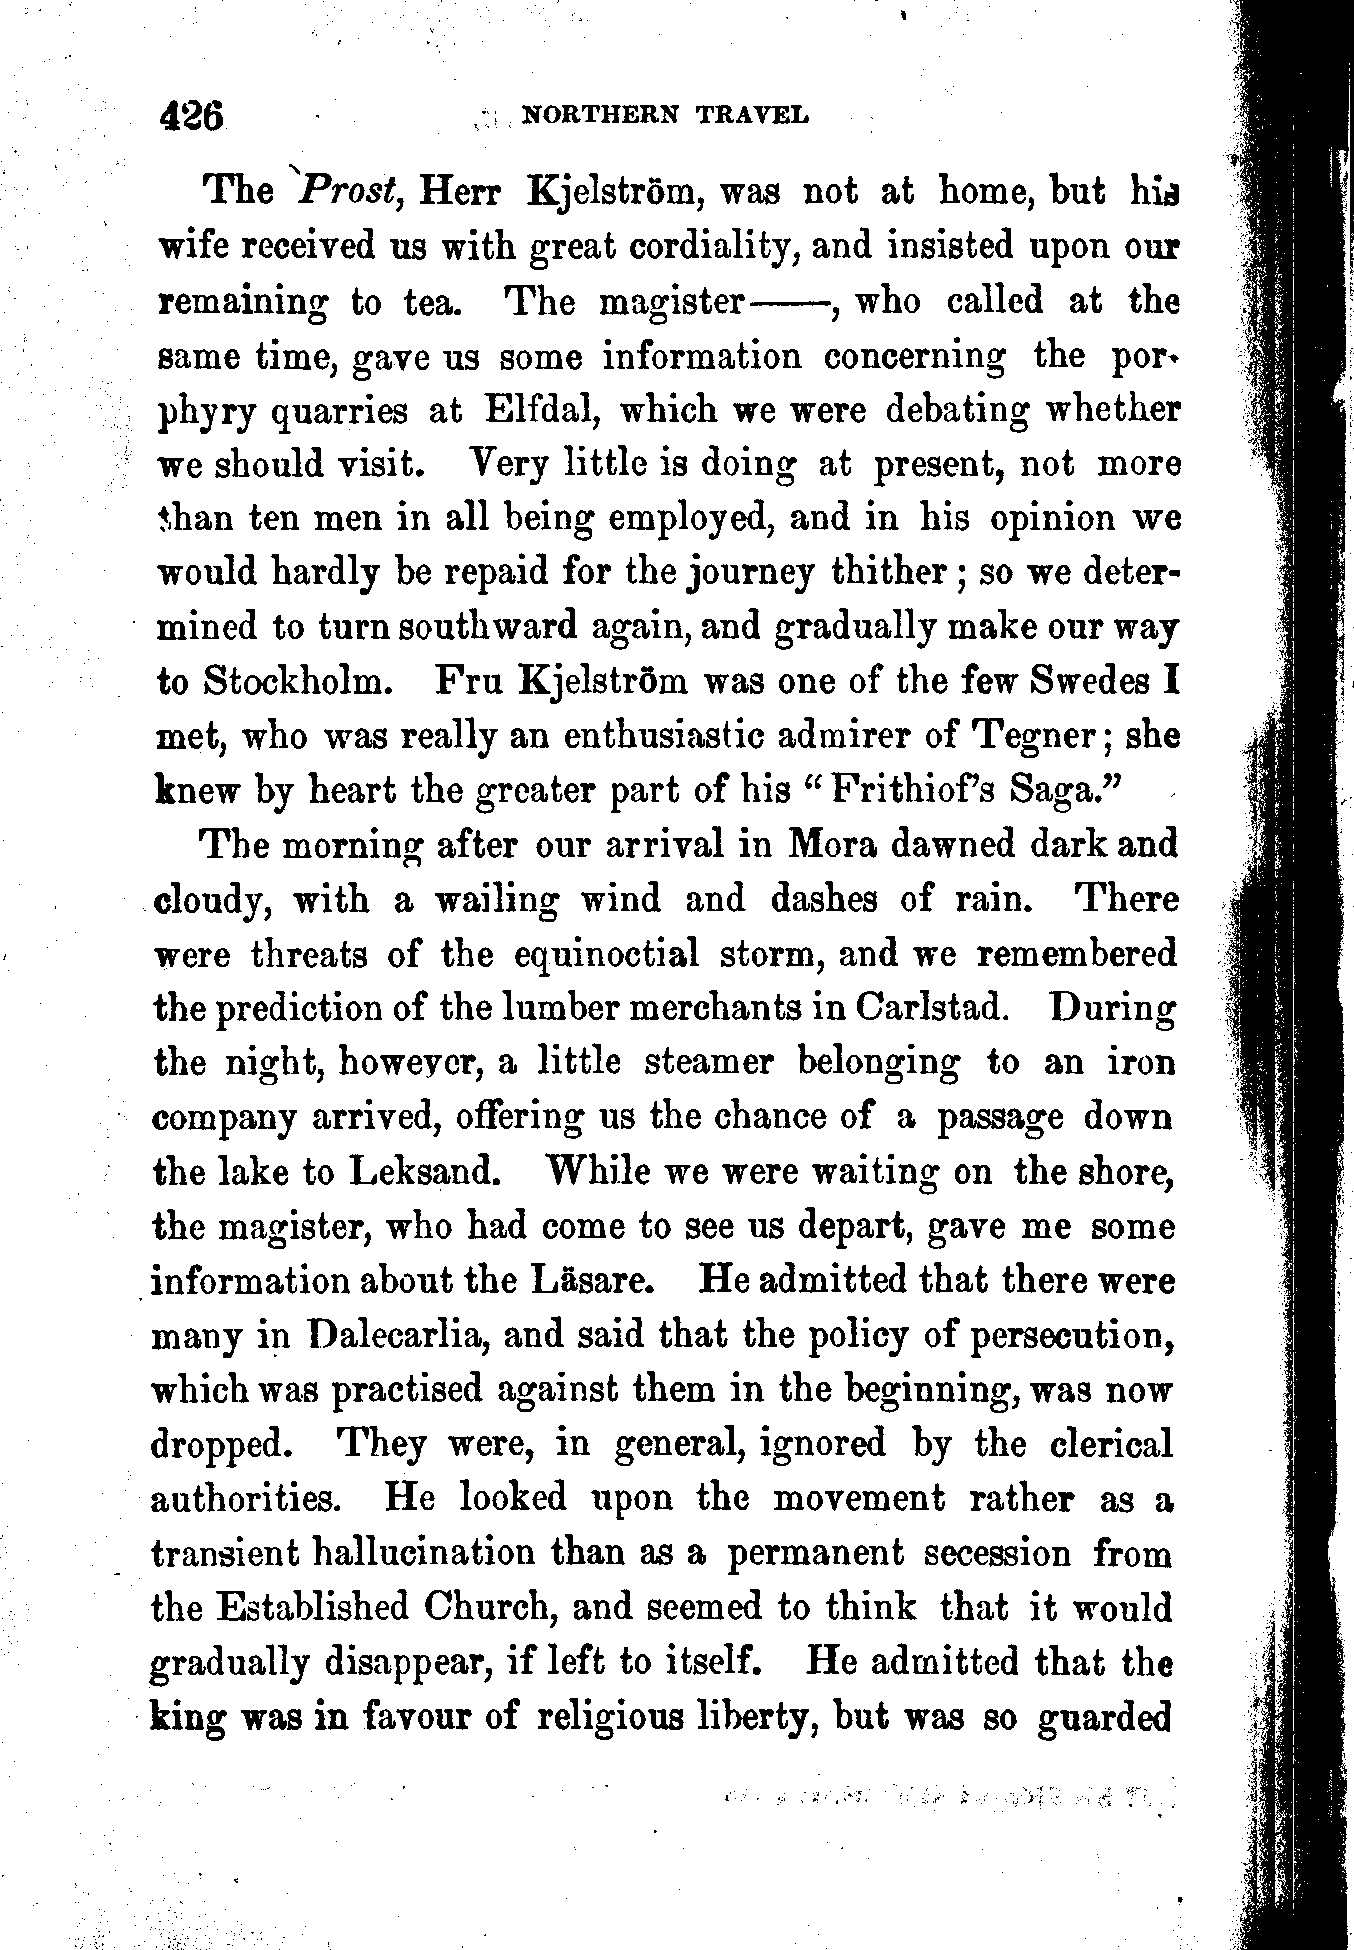 426 NORTHERN TRAVEL
The Prost, Herr Kjelström, was not at home, but his
wife received us with great cordiality, and insisted upon our
remaining to tea. The magister——, who called at the
same time, gave us some information concerning the por-
phyry quarries at Elfdal, which we were debating whether
we should visit. Very little is doing at present, not more
than ten men in all being employed, and in his opinion we
would hardly be repaid for the journey thither; so we deter-
mined to turn southward again, and gradually make our way
to Stockholm. Fru Kjelström was one of the few Swedes I
met, who was really an enthusiastic admirer of Tegner; she
knew by heart the greater part of his “Frithiof’s Saga.”
The morning after our arrival in Mora dawned dark and
cloudy, with a wailing wind and dashes of rain. There
were threats of the equinoctial storm, and we remembered
the prediction of the lumber merchants in Carlstad. During
the night, however, a little steamer belonging to an iron
company arrived, offering us the chance of a passage down
the lake to Leksand. While we were waiting on the shore,
the magister, who had come to see us depart, gave me some
information about the Läsare. He admitted that there were
many in Dalecarlia, and said that the policy of persecution,
which was practised against them in the beginning, was now
dropped. They were, in general, ignored by the clerical
authorities. He looked upon the movement rather as a
transient hallucination than as a permanent secession from
the Established Church, and seemed to think that it would
gradually disappear, if left to itself. He admitted that the
king was in favour of religious liberty, but was so guarded